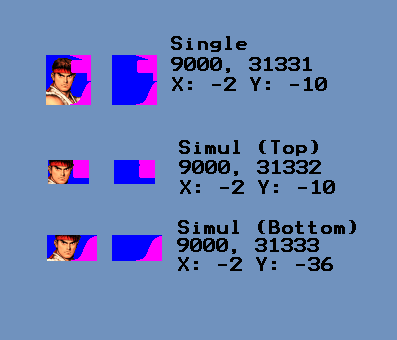 Single
9000, 31331
X: -2 Y: -10
Simul (Top)
9000, 31332
X: -2 Y: -10
Simul (Bottom)
9000, 31333
X: -2 Y: -36